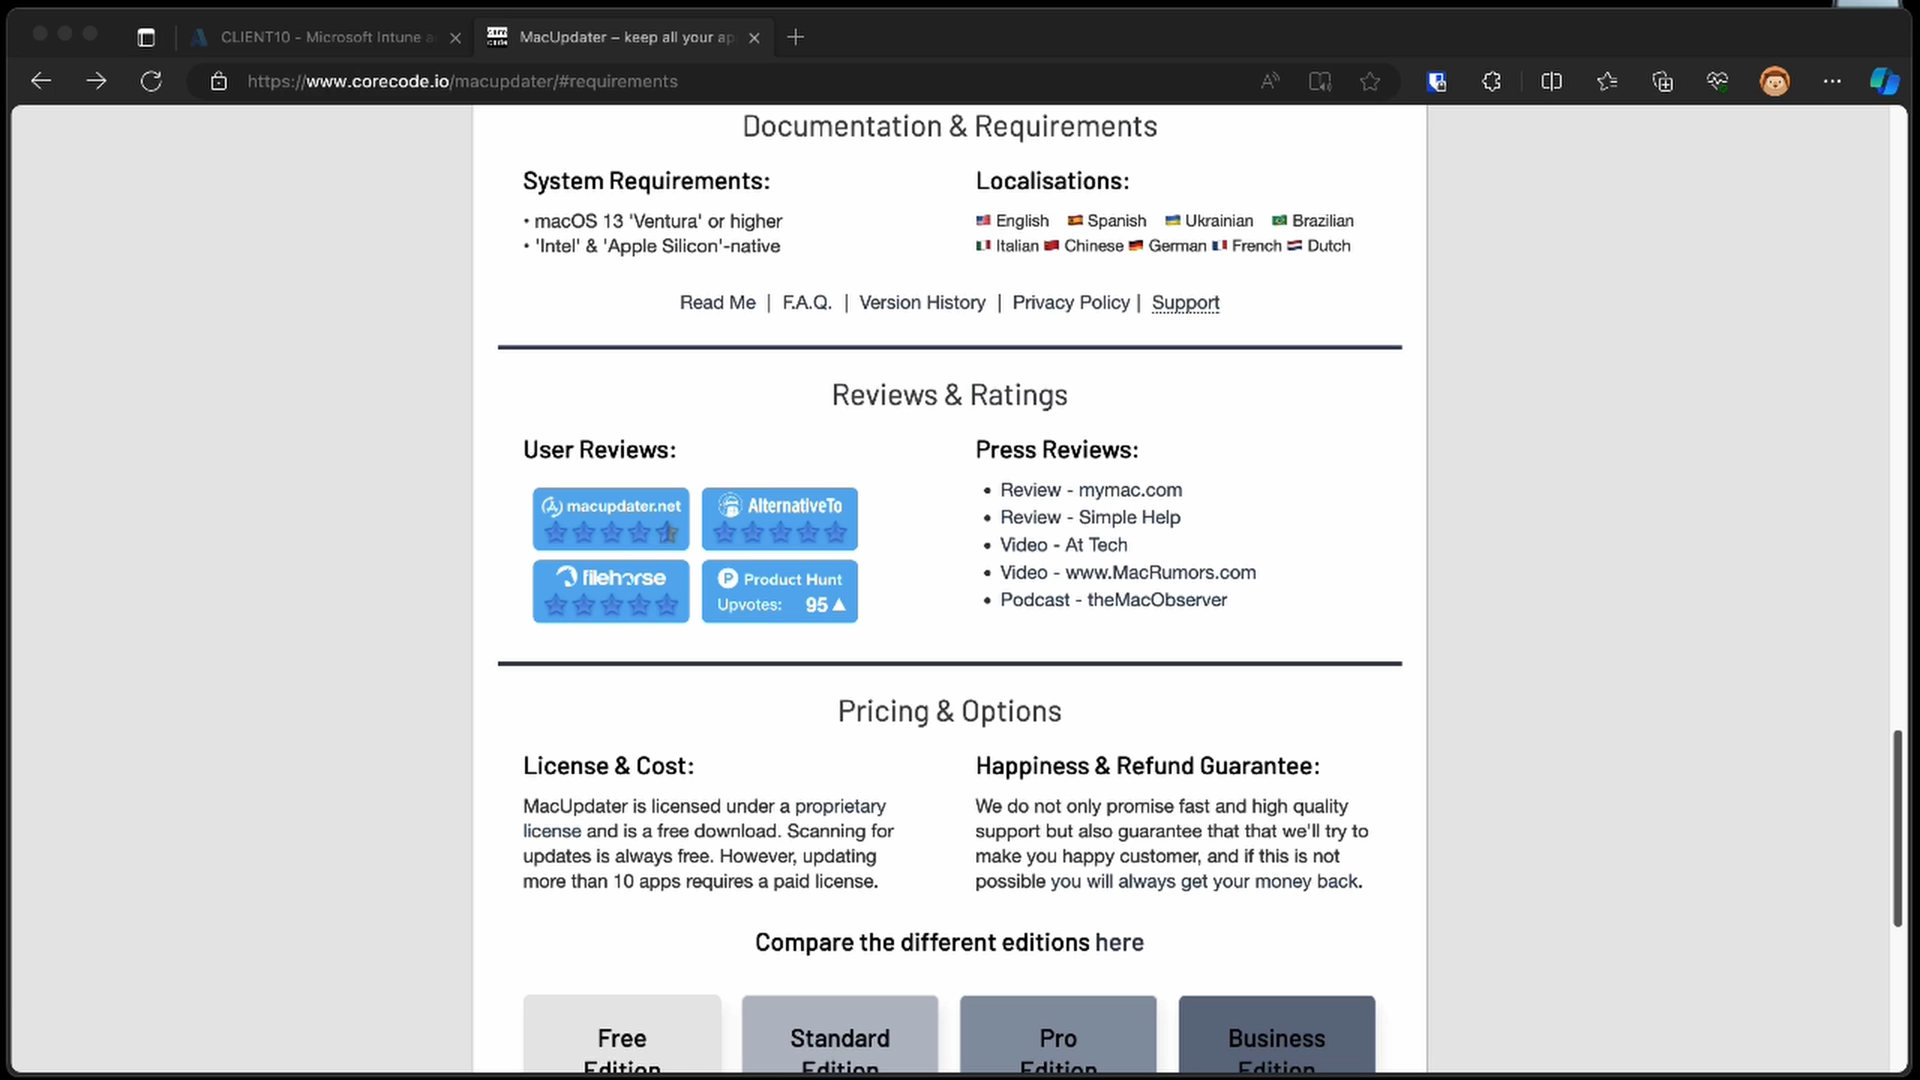 CLIENT10 - Microsoft Intune a
MacUpdater – keep all your ap
https://www.corecode.io/macupdater/#requirements
Documentation & Requirements
System Requirements:
• macOS 13 'Ventura' or higher
• 'Intel' & 'Apple Silicon'-native
Localisations:
English Spanish Ukrainian Brazilian
Italian Chinese German French Dutch
Read Me | F.A.Q. | Version History | Privacy Policy | Support
Reviews & Ratings
User Reviews:
macupdater.net
AlternativeTo
filehorse
Product Hunt
Upvotes: 95
Press Reviews:
• Review - mymac.com
• Review - Simple Help
• Video - At Tech
• Video - www.MacRumors.com
• Podcast - theMacObserver
Pricing & Options
License & Cost:
MacUpdater is licensed under a proprietary
license and is a free download. Scanning for
updates is always free. However, updating
more than 10 apps requires a paid license.
Happiness & Refund Guarantee:
We do not only promise fast and high quality
support but also guarantee that that we'll try to
make you happy customer, and if this is not
possible you will always get your money back.
Compare the different editions here
Free
Edition
Standard
Edition
Pro
Edition
Business
Edition